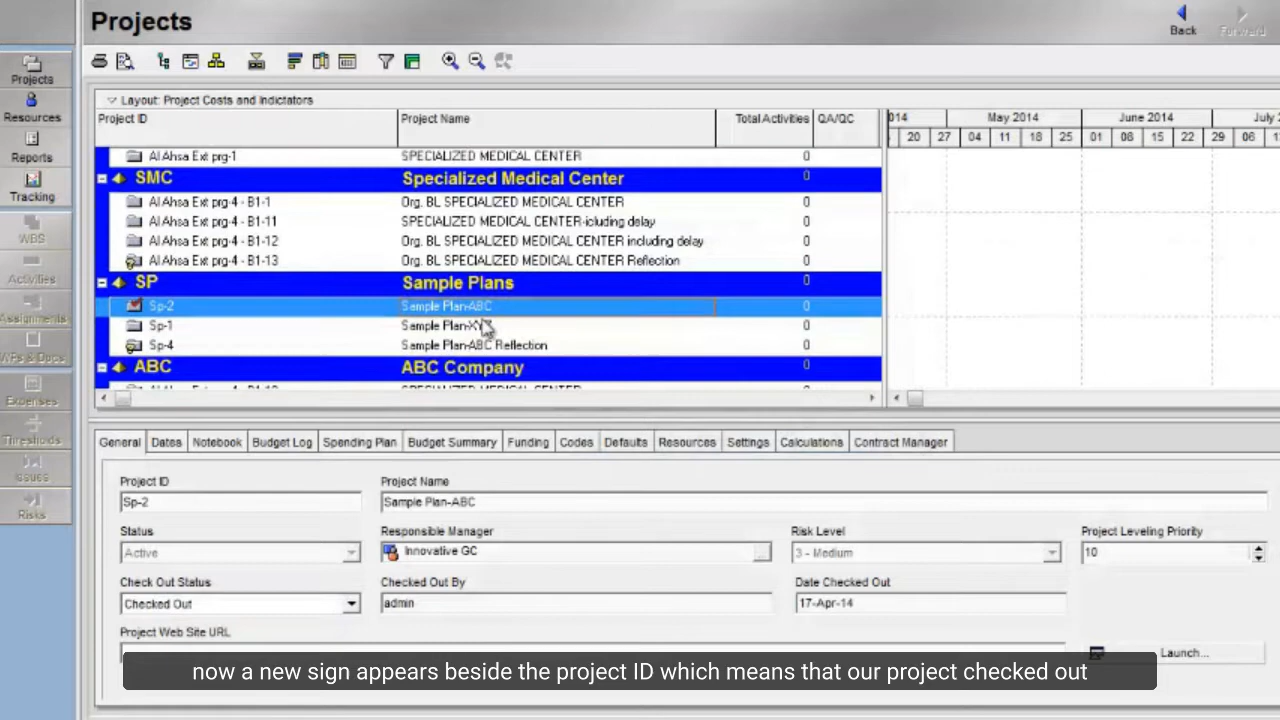 Projects
Back
Forward
Projects
Resources
Reports
Tracking
WBS
Activities
Assignments
WPs & Docs
Expenses
Thresholds
Issues
Risks
Layout: Project Costs and Indictators
Project ID Project Name Total Activities QA/QC
014 May 2014 June 2014 July 2
20 27 04 11 18 25 01 08 15 22 29 06
Al Ahsa Ext prg-1 SPECIALIZED MEDICAL CENTER 0
SMC Specialized Medical Center 0
Al Ahsa Ext prg-4 - B1-1 Org. BL SPECIALIZED MEDICAL CENTER 0
Al Ahsa Ext prg-4 - B1-11 SPECIALIZED MEDICAL CENTER-icluding delay 0
Al Ahsa Ext prg-4 - B1-12 Org. BL SPECIALIZED MEDICAL CENTER including delay 0
Al Ahsa Ext prg-4 - B1-13 Org. BL SPECIALIZED MEDICAL CENTER Reflection 0
SP Sample Plans 0
Sp-2 Sample Plan-ABC 0
Sp-1 Sample Plan-XY 0
Sp-4 Sample Plan-ABC Reflection 0
ABC ABC Company 0
General Dates Notebook Budget Log Spending Plan Budget Summary Funding Codes Defaults Resources Settings Calculations Contract Manager
Project ID Project Name
Sp-2 Sample Plan-ABC
Status Responsible Manager Risk Level Project Leveling Priority
Active Innovative GC ... 3 - Medium 10
Check Out Status Checked Out By Date Checked Out
Checked Out admin 17-Apr-14
Project Web Site URL
Launch...
now a new sign appears beside the project ID which means that our project checked out